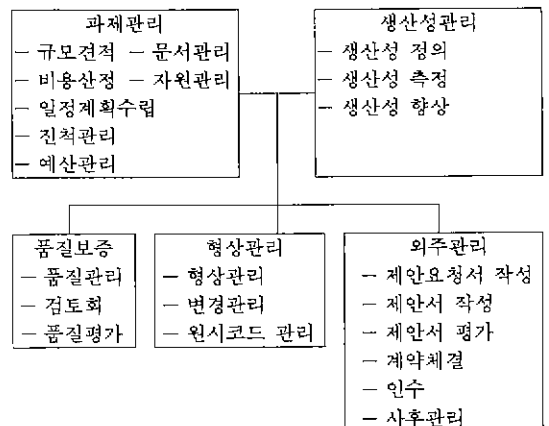 과제관리
─ 규모견적 ─ 문서관리
─ 비용산정 ─ 자원관리
─ 일정계획수립
─ 진척관리
─ 예산관리
생산성관리
─ 생산성 정의
─ 생산성 측정
─ 생산성 향상
품질보증
─ 품질관리
─ 검토회
─ 품질평가
형상관리
─ 형상관리
─ 변경관리
─ 원시코드 관리
외주관리
─ 제안요청서 작성
─ 제안서 작성
─ 제안서 평가
─ 계약체결
─ 인수
─ 사후관리